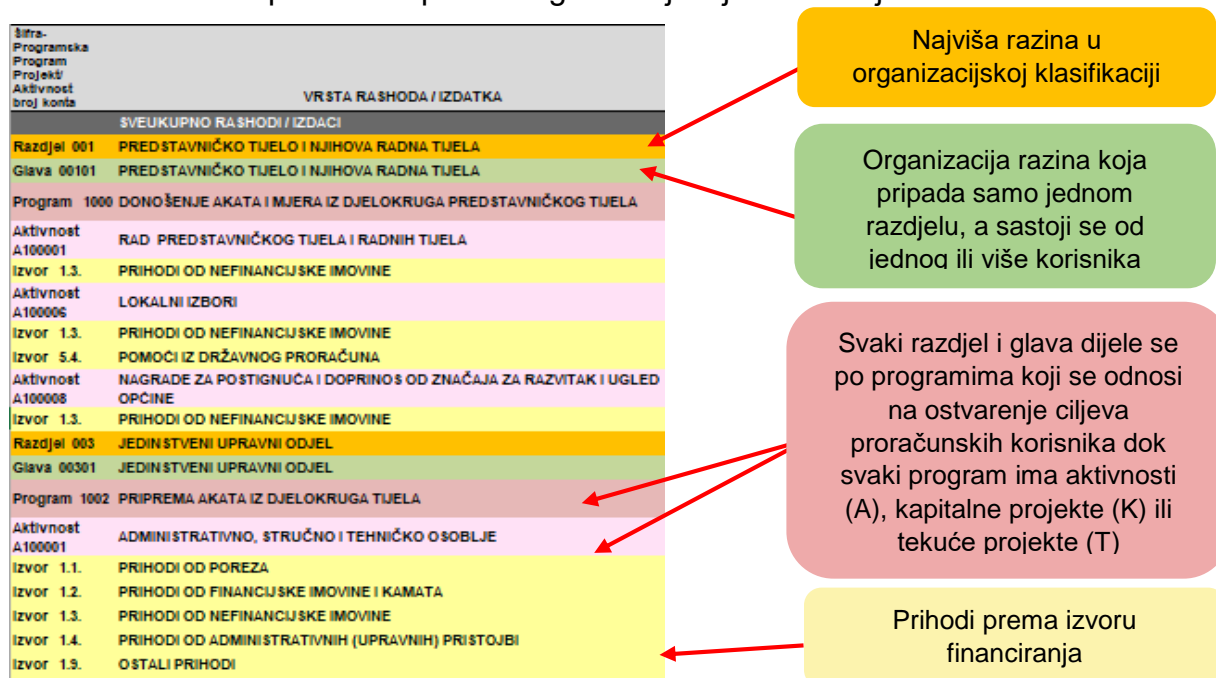 Šifra-
Programska
Program
Projekt/
Aktivnost
broj konta
VRSTA RASHODA / IZDATKA
SVEUKUPNO RASHODI / IZDACI
Razdjel 001 PREDSTAVNIČKO TIJELO I NJIHOVA RADNA TIJELA
Glava 00101 PREDSTAVNIČKO TIJELO I NJIHOVA RADNA TIJELA
Program 1000 DONOŠENJE AKATA I MJERA IZ DJELOKRUGA PREDSTAVNIČKOG TIJELA
Aktivnost
A100001 RAD PREDSTAVNIČKOG TIJELA I RADNIH TIJELA
Izvor 1.3. PRIHODI OD NEFINANCIJSKE IMOVINE
Aktivnost
A100006 LOKALNI IZBORI
Izvor 1.3. PRIHODI OD NEFINANCIJSKE IMOVINE
Izvor 5.4. POMOĆI IZ DRŽAVNOG PRORAČUNA
Aktivnost NAGRADE ZA POSTIGNUĆA I DOPRINOS OD ZNAČAJA ZA RAZVITAK I UGLED
A100008 OPĆINE
Izvor 1.3. PRIHODI OD NEFINANCIJSKE IMOVINE
Razdjel 003 JEDINSTVENI UPRAVNI ODJEL
Glava 00301 JEDINSTVENI UPRAVNI ODJEL
Program 1002 PRIPREMA AKATA IZ DJELOKRUGA TIJELA
Aktivnost
A100001 ADMINISTRATIVNO, STRUČNO I TEHNIČKO OSOBLJE
Izvor 1.1. PRIHODI OD POREZA
Izvor 1.2. PRIHODI OD FINANCIJSKE IMOVINE I KAMATA
Izvor 1.3. PRIHODI OD NEFINANCIJSKE IMOVINE
Izvor 1.4. PRIHODI OD ADMINISTRATIVNIH (UPRAVNIH) PRISTOJBI
Izvor 1.9. OSTALI PRIHODI
Najviša razina u
organizacijskoj klasifikaciji
Organizacija razina koja
pripada samo jednom
razdjelu, a sastoji se od
jednog ili više korisnika
Svaki razdjel i glava dijele se
po programima koji se odnosi
na ostvarenje ciljeva
proračunskih korisnika dok
svaki program ima aktivnosti
(A), kapitalne projekte (K) ili
tekuće projekte (T)
Prihodi prema izvoru
financiranja